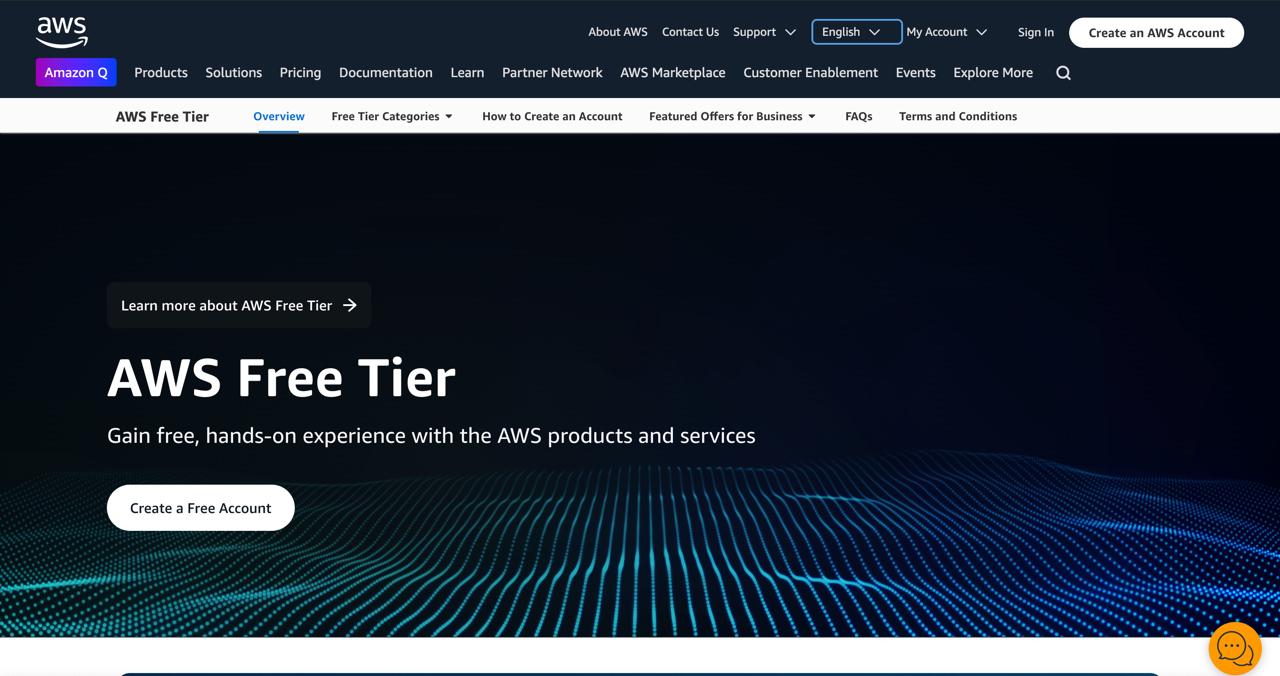 aws
About AWS Contact Us Support English My Account Sign In Create an AWS Account
Amazon Q Products Solutions Pricing Documentation Learn Partner Network AWS Marketplace Customer Enablement Events Explore More
AWS Free Tier Overview Free Tier Categories How to Create an Account Featured Offers for Business FAQs Terms and Conditions
Learn more about AWS Free Tier
AWS Free Tier
Gain free, hands-on experience with the AWS products and services
Create a Free Account